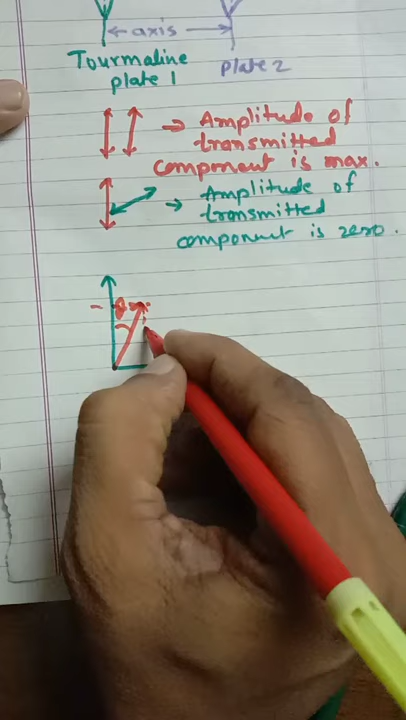 axis
Tourmaline
plate 1
plate 2
→ Amplitude of
transmitted
component is max.
→ Amplitude of
transmitted
component is zero.
θ